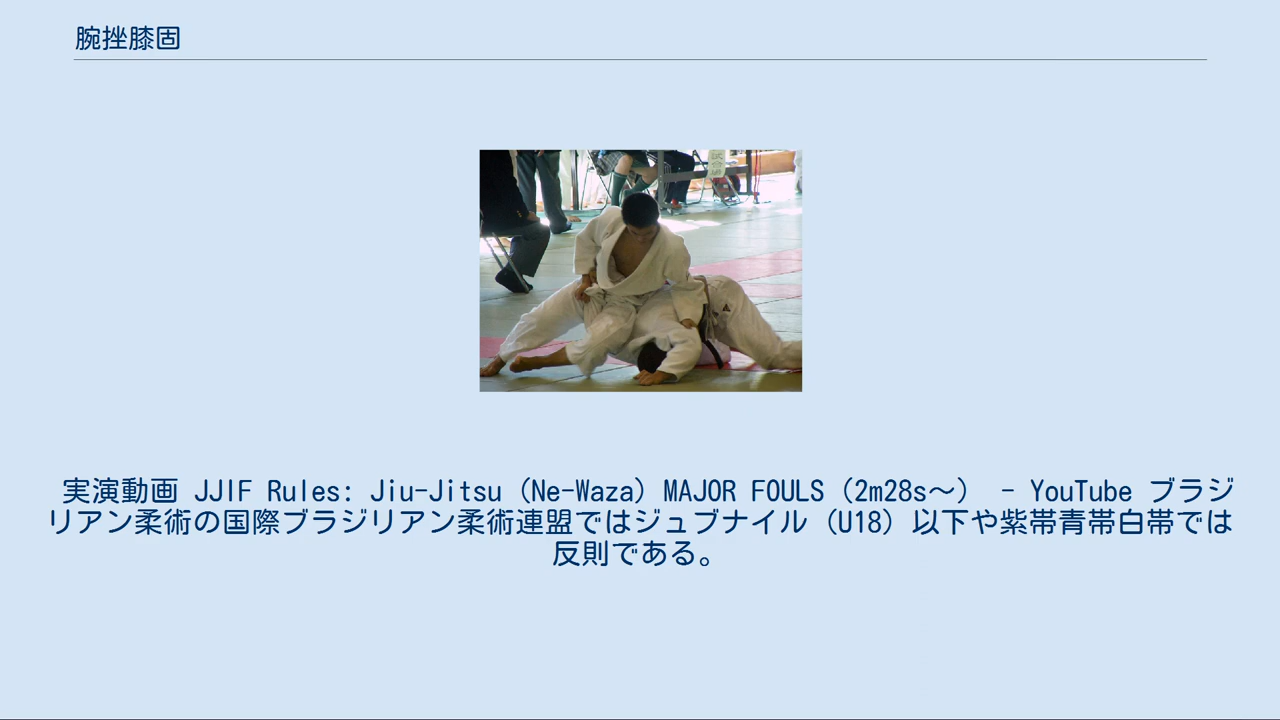 腕挫膝固
実演動画 JJIF Rules: Jiu-Jitsu (Ne-Waza) MAJOR FOULS (2m28s〜) - YouTube ブラジ
リアン柔術の国際ブラジリアン柔術連盟ではジュブナイル (U18) 以下や紫帯青帯白帯では
反則である。